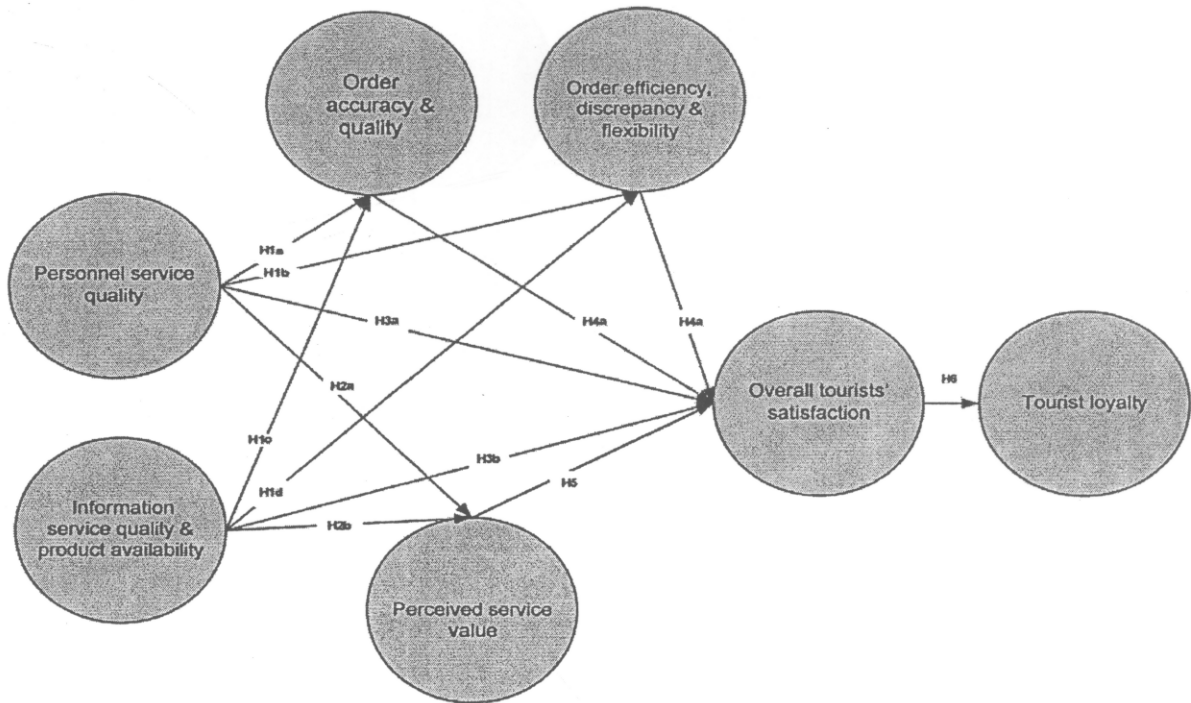 Order
accuracy &
quality
Order efficiency,
discrepancy &
flexibility
Personnel service
quality
H1a
H1b
H3a
H4a
H4a
H2a
Overall tourists'
satisfaction
H6
Tourist loyalty
H1c
H3b
H1d
H5
Information
service quality &
product availability
H2b
Perceived service
value